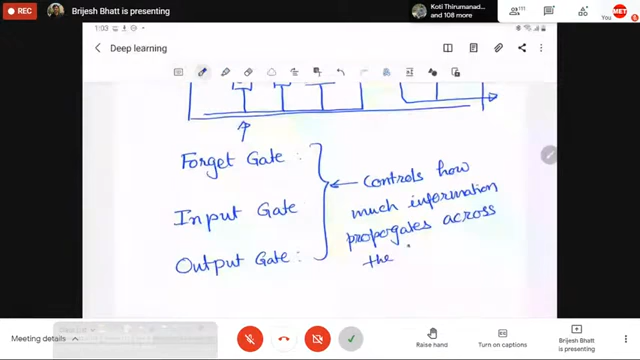 REC
Brijesh Bhatt is presenting
Koti Thirumanad...
and 108 more
111
MET
1:03
Deep learning
Forget Gate :
Input Gate
Output Gate :
Controls how
much information
propergates across
the
Meeting details
Raise hand
Turn on captions
Brijesh Bhatt
is presenting